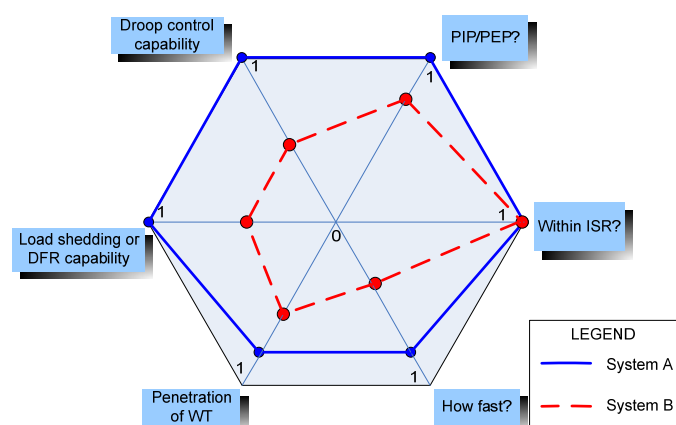 Droop control
capability
PIP/PEP?
1
1
1
1
Within ISR?
0
Load shedding or
DFR capability
1
1
Penetration
of WT
How fast?
LEGEND
System A
System B